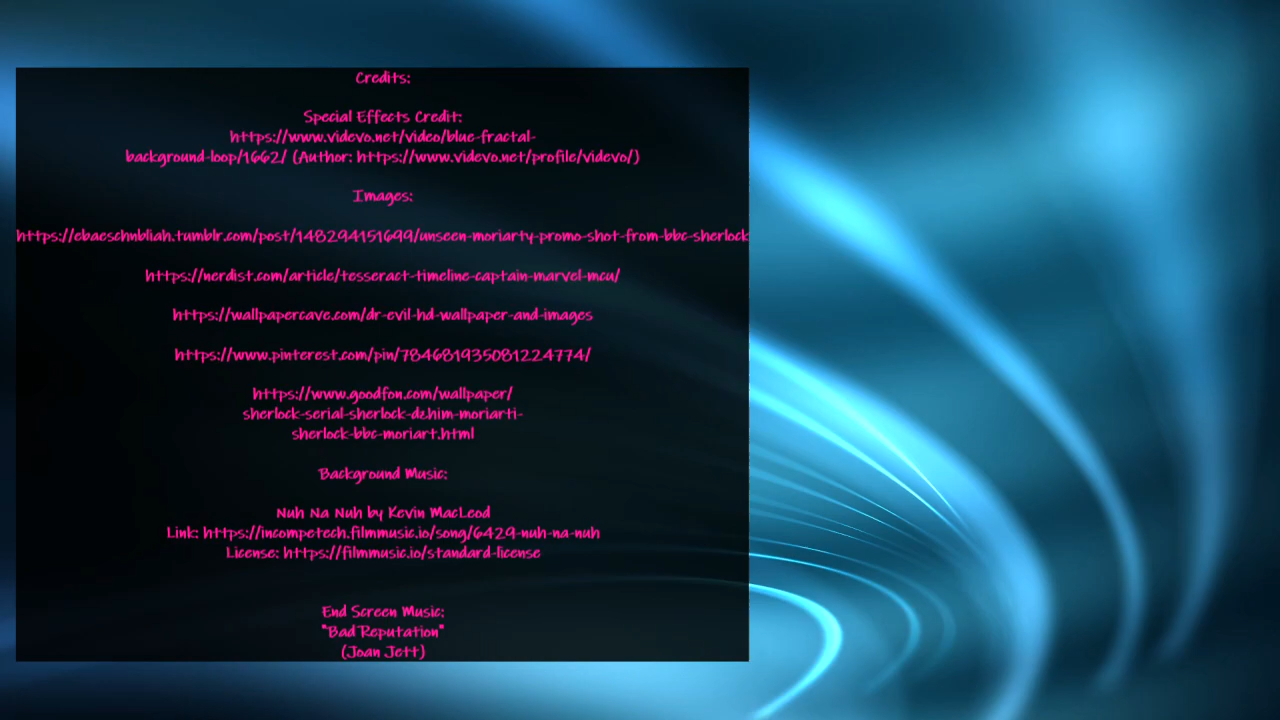 Credits:
Special Effects Credit:
https://www.videvo.net/video/blue-fractal-
background-loop/1662/ (Author: https://www.videvo.net/profile/videvo/)
Images:
https://ebaeschnbliah.tumblr.com/post/148294151699/unseen-moriarty-promo-shot-from-bbc-sherlock
https://nerdist.com/article/tesseract-timeline-captain-marvel-mcu/
https://wallpapercave.com/dr-evil-hd-wallpaper-and-images
https://www.pinterest.com/pin/784681935081224774/
https://www.goodfon.com/wallpaper/
sherlock-serial-sherlock-dzhim-moriarti-
sherlock-bbc-moriart.html
Background Music:
Nuh Na Nuh by Kevin MacLeod
Link: https://incompetech.filmmusic.io/song/6429-nuh-na-nuh
License: https://filmmusic.io/standard-license
End Screen Music:
"Bad Reputation"
(Joan Jett)